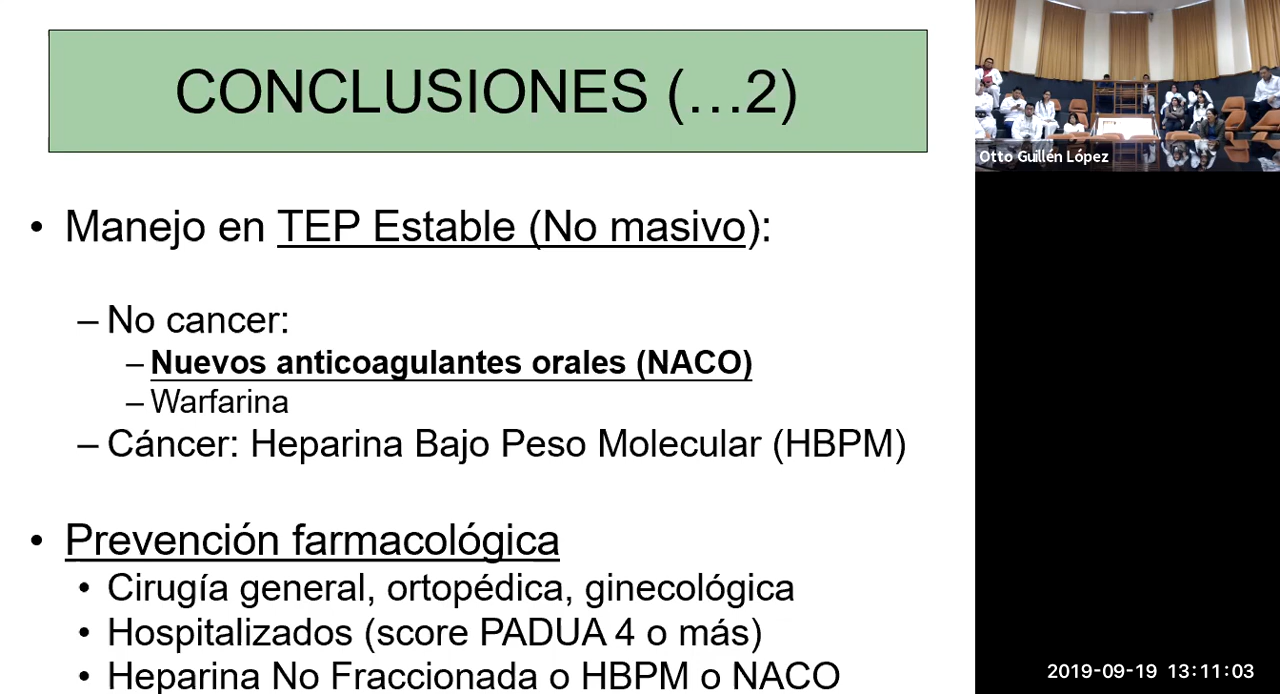 CONCLUSIONES (…2)
• Manejo en TEP Estable (No masivo):
– No cancer:
– Nuevos anticoagulantes orales (NACO)
– Warfarina
– Cáncer: Heparina Bajo Peso Molecular (HBPM)
• Prevención farmacológica
• Cirugía general, ortopédica, ginecológica
• Hospitalizados (score PADUA 4 o más)
• Heparina No Fraccionada o HBPM o NACO
Otto Guillén López
2019-09-19 13:11:03